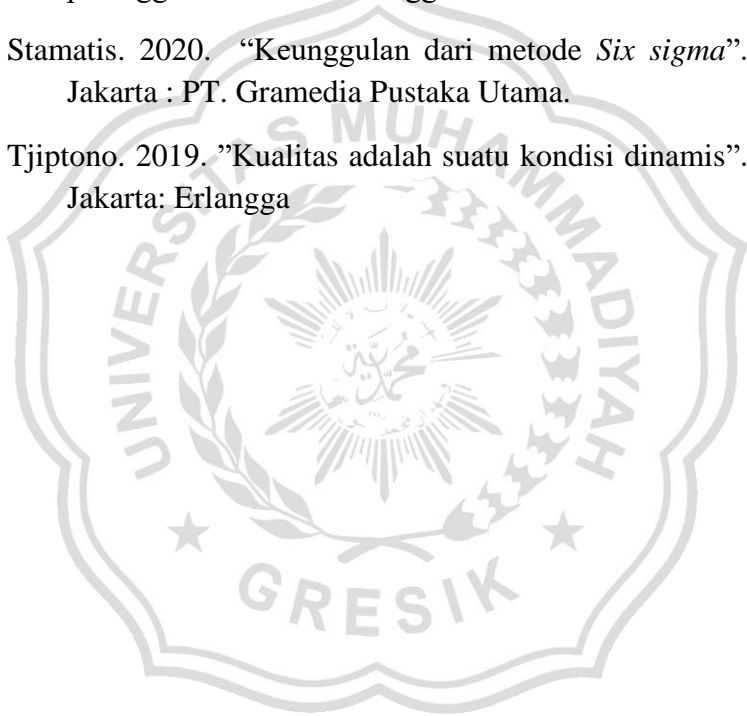 Stamatis. 2020. “Keunggulan dari metode Six sigma”.
Jakarta : PT. Gramedia Pustaka Utama.
Tjiptono. 2019. ”Kualitas adalah suatu kondisi dinamis”.
Jakarta: Erlangga
UNIVERSITAS MUHAMMADIYAH
GRESIK